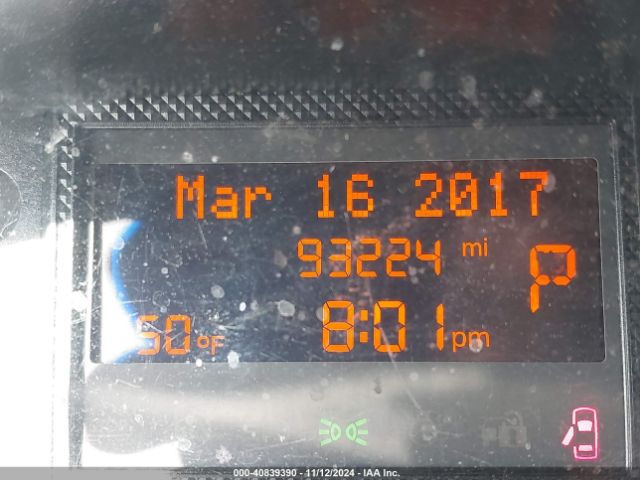 Mar 16 2017
93224 mi
P
50°F 8:01 pm
000-40839390 - 11/12/2024 - IAA Inc.